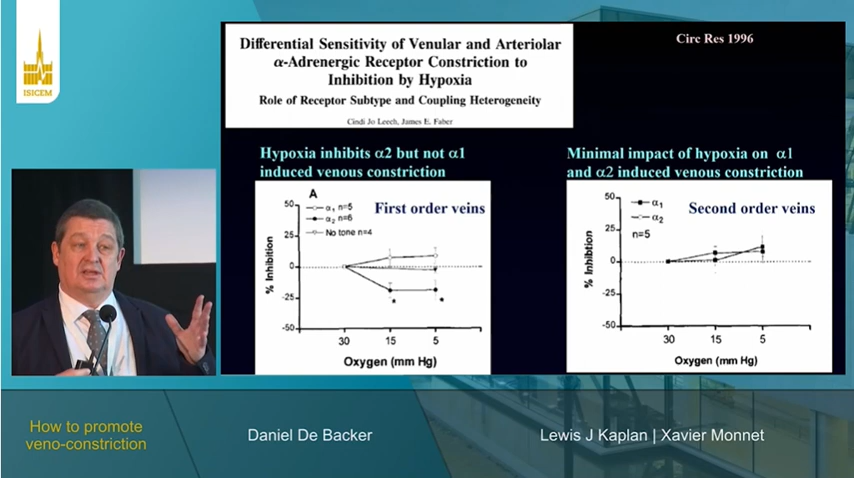 ISICEM
Differential Sensitivity of Venular and Arteriolar
α-Adrenergic Receptor Constriction to
Inhibition by Hypoxia
Role of Receptor Subtype and Coupling Heterogeneity
Cindi Jo Leech, James E. Faber
Circ Res 1996
Hypoxia inhibits α2 but not α1
induced venous constriction
A
α1 n=5
α2 n=6
No tone n=4
First order veins
% Inhibition
50
25
0
-25
-50
*
*
30 15 5
Oxygen (mm Hg)
Minimal impact of hypoxia on α1
and α2 induced venous constriction
α1
α2
n=5
Second order veins
% Inhibition
50
25
0
-25
-50
30 15 5
Oxygen (mm Hg)
How to promote
veno-constriction
Daniel De Backer
Lewis J Kaplan | Xavier Monnet